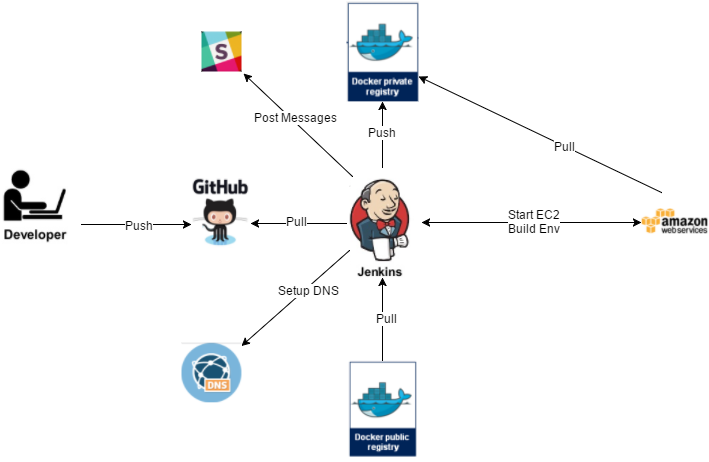 S
Docker private
registry
Post Messages
Push
Pull
GitHub
Developer
Push
Pull
Start EC2
Build Env
amazon
webservices
Jenkins
Setup DNS
Pull
DNS
Docker public
registry